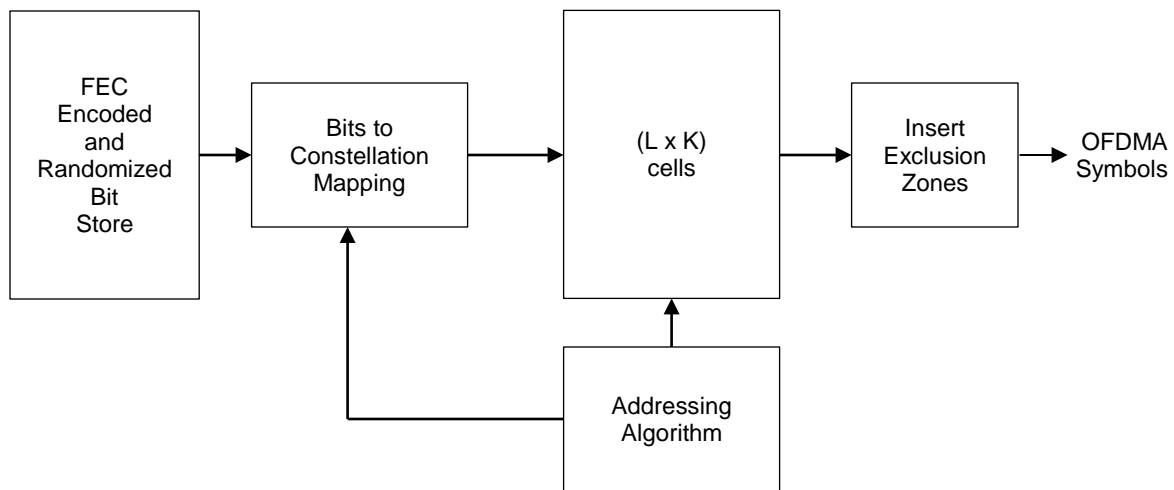 FEC
Encoded
and
Randomized
Bit
Store
Bits to
Constellation
Mapping
(L x K)
cells
Insert
Exclusion
Zones
OFDMA
Symbols
Addressing
Algorithm